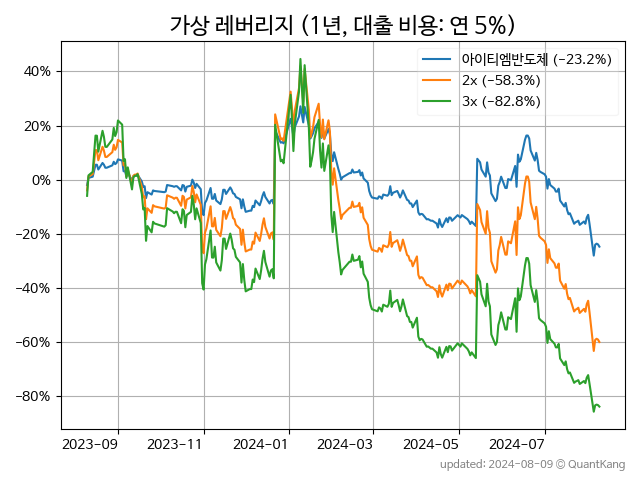 가상 레버리지 (1년, 대출 비용: 연 5%)
아이티엠반도체 (−23.2%)
2x (−58.3%)
3x (−82.8%)
40%
20%
0%
−20%
−40%
−60%
−80%
2023-09 2023-11 2024-01 2024-03 2024-05 2024-07
updated: 2024-08-09 © QuantKang